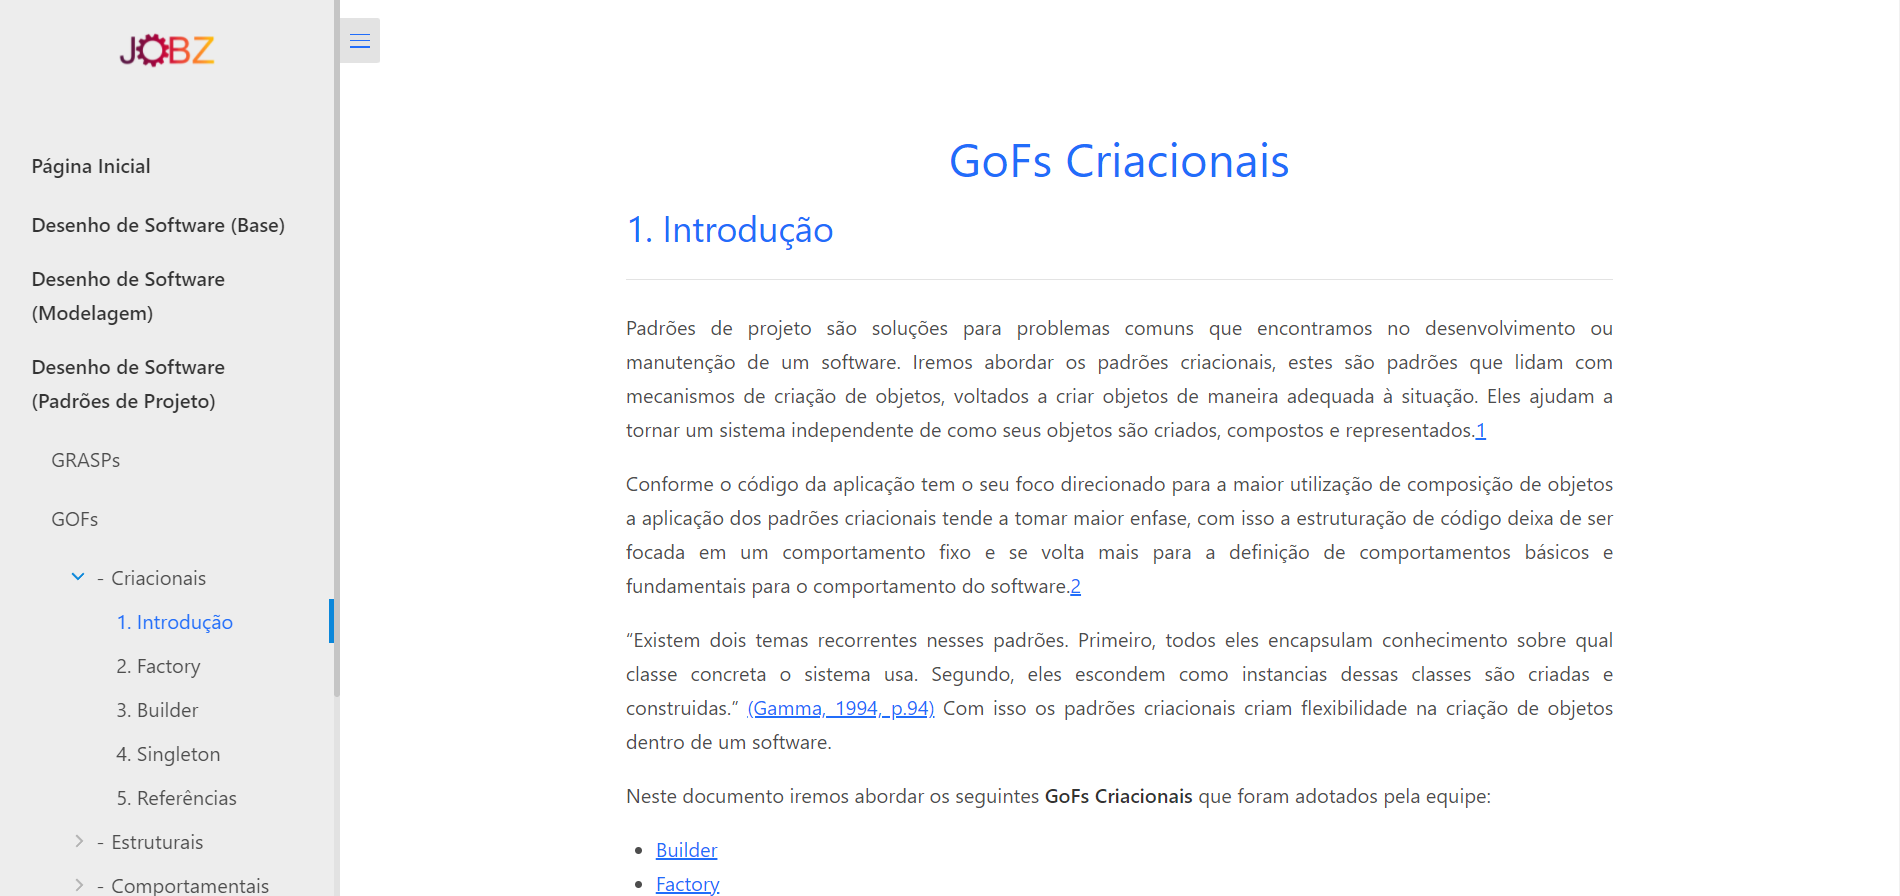 JOBZ
Página Inicial
Desenho de Software (Base)
Desenho de Software
(Modelagem)
Desenho de Software
(Padrões de Projeto)
GRASPs
GOFs
- Criacionais
1. Introdução
2. Factory
3. Builder
4. Singleton
5. Referências
- Estruturais
- Comportamentais
GoFs Criacionais
1. Introdução
Padrões de projeto são soluções para problemas comuns que encontramos no desenvolvimento ou
manutenção de um software. Iremos abordar os padrões criacionais, estes são padrões que lidam com
mecanismos de criação de objetos, voltados a criar objetos de maneira adequada à situação. Eles ajudam a
tornar um sistema independente de como seus objetos são criados, compostos e representados.1
Conforme o código da aplicação tem o seu foco direcionado para a maior utilização de composição de objetos
a aplicação dos padrões criacionais tende a tomar maior enfase, com isso a estruturação de código deixa de ser
focada em um comportamento fixo e se volta mais para a definição de comportamentos básicos e
fundamentais para o comportamento do software.2
“Existem dois temas recorrentes nesses padrões. Primeiro, todos eles encapsulam conhecimento sobre qual
classe concreta o sistema usa. Segundo, eles escondem como instancias dessas classes são criadas e
construidas.” (Gamma, 1994, p.94) Com isso os padrões criacionais criam flexibilidade na criação de objetos
dentro de um software.
Neste documento iremos abordar os seguintes GoFs Criacionais que foram adotados pela equipe:
• Builder
• Factory